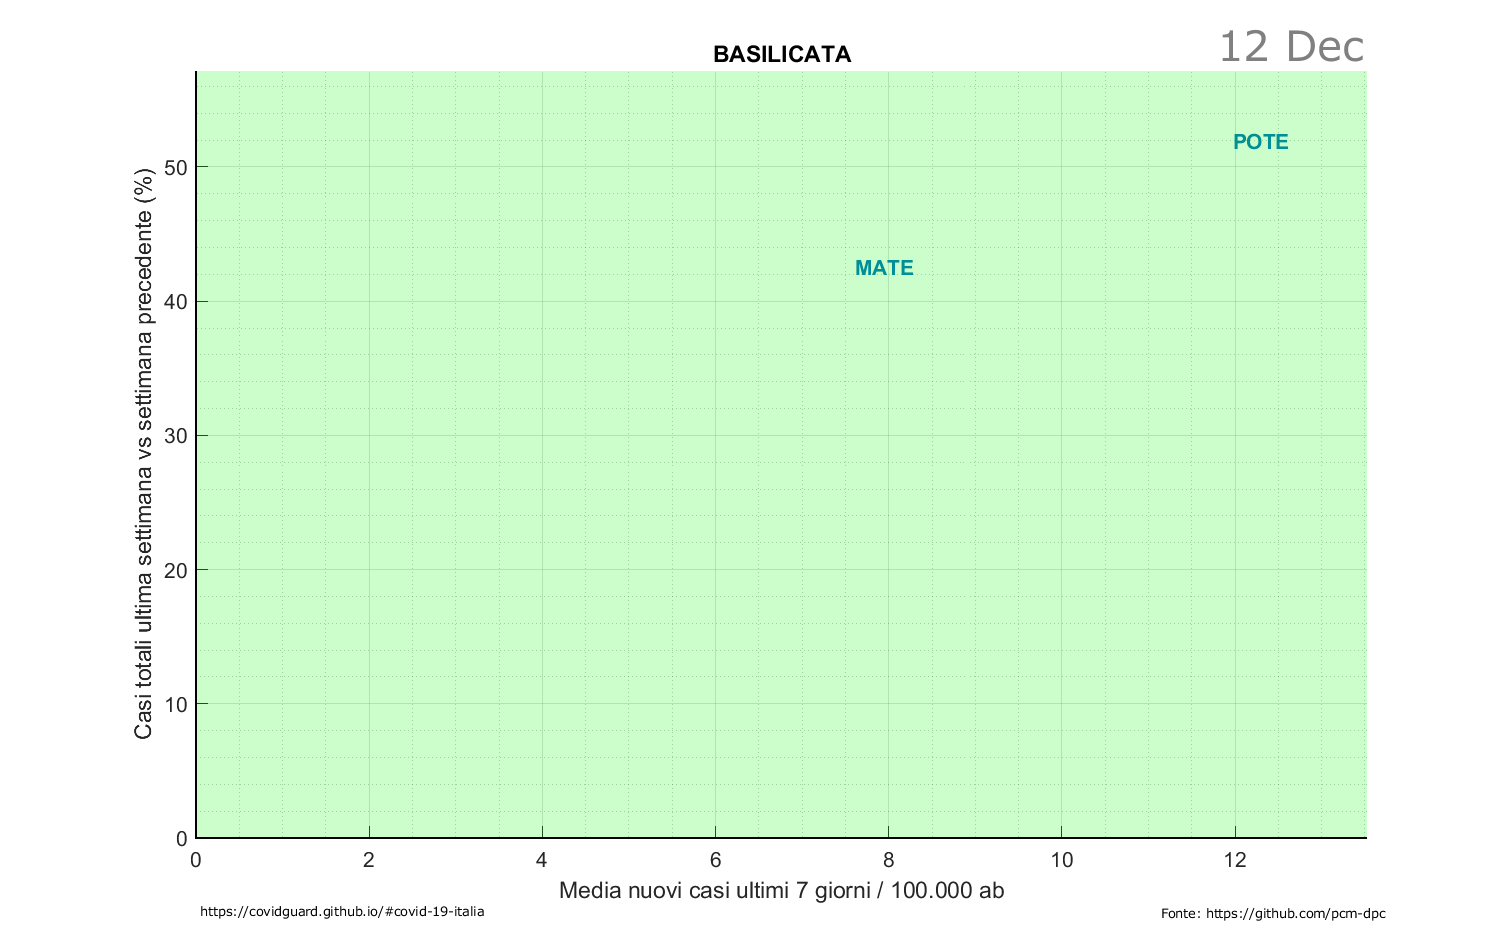 12 Dec
BASILICATA
Casi totali ultima settimana vs settimana precedente (%)
50
40
30
20
10
0
POTE
MATE
0 2 4 6 8 10 12
Media nuovi casi ultimi 7 giorni / 100.000 ab
https://covidguard.github.io/#covid-19-italia
Fonte: https://github.com/pcm-dpc